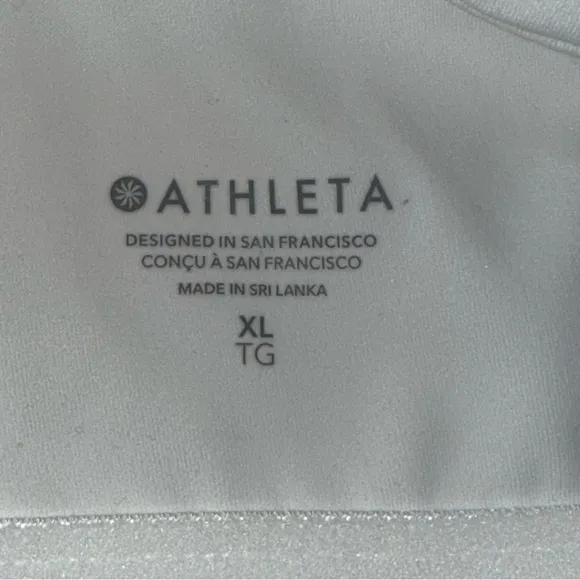 ATHLETA
DESIGNED IN SAN FRANCISCO
CONÇU À SAN FRANCISCO
MADE IN SRI LANKA
XL
TG